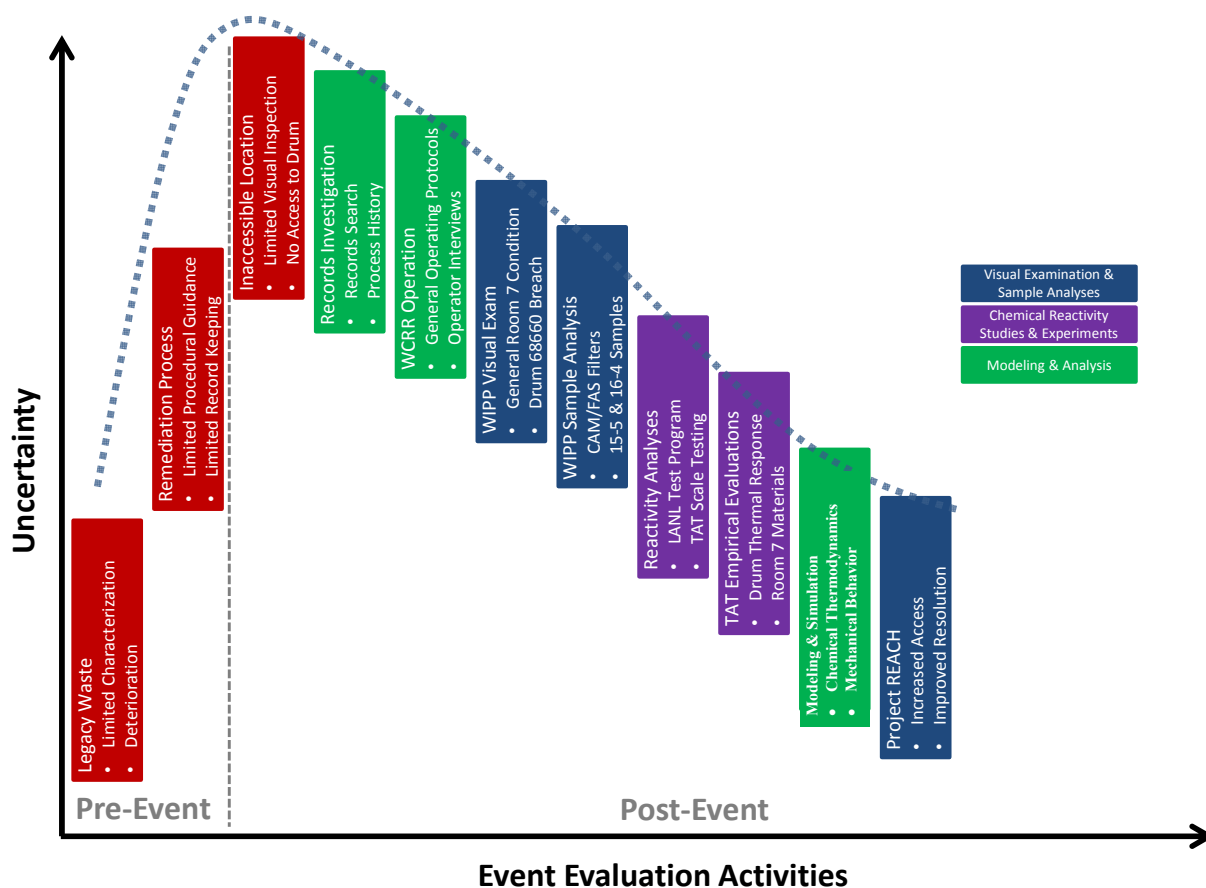 Uncertainty
Legacy Waste
• Limited Characterization
• Deterioration
Remediation Process
• Limited Procedural Guidance
• Limited Record Keeping
Inaccessible Location
• Limited Visual Inspection
• No Access to Drum
Records Investigation
• Records Search
• Process History
WCRR Operation
• General Operating Protocols
• Operator Interviews
WIPP Visual Exam
• General Room 7 Condition
• Drum 68660 Breach
WIPP Sample Analysis
• CAM/FAS Filters
• 15-5 & 16-4 Samples
Reactivity Analyses
• LANL Test Program
• TAT Scale Testing
TAT Empirical Evaluations
• Drum Thermal Response
• Room 7 Materials
Modeling & Simulation
• Chemical Thermodynamics
• Mechanical Behavior
Project REACH
• Increased Access
• Improved Resolution
Visual Examination &
Sample Analyses
Chemical Reactivity
Studies & Experiments
Modeling & Analysis
Pre-Event
Post-Event
Event Evaluation Activities